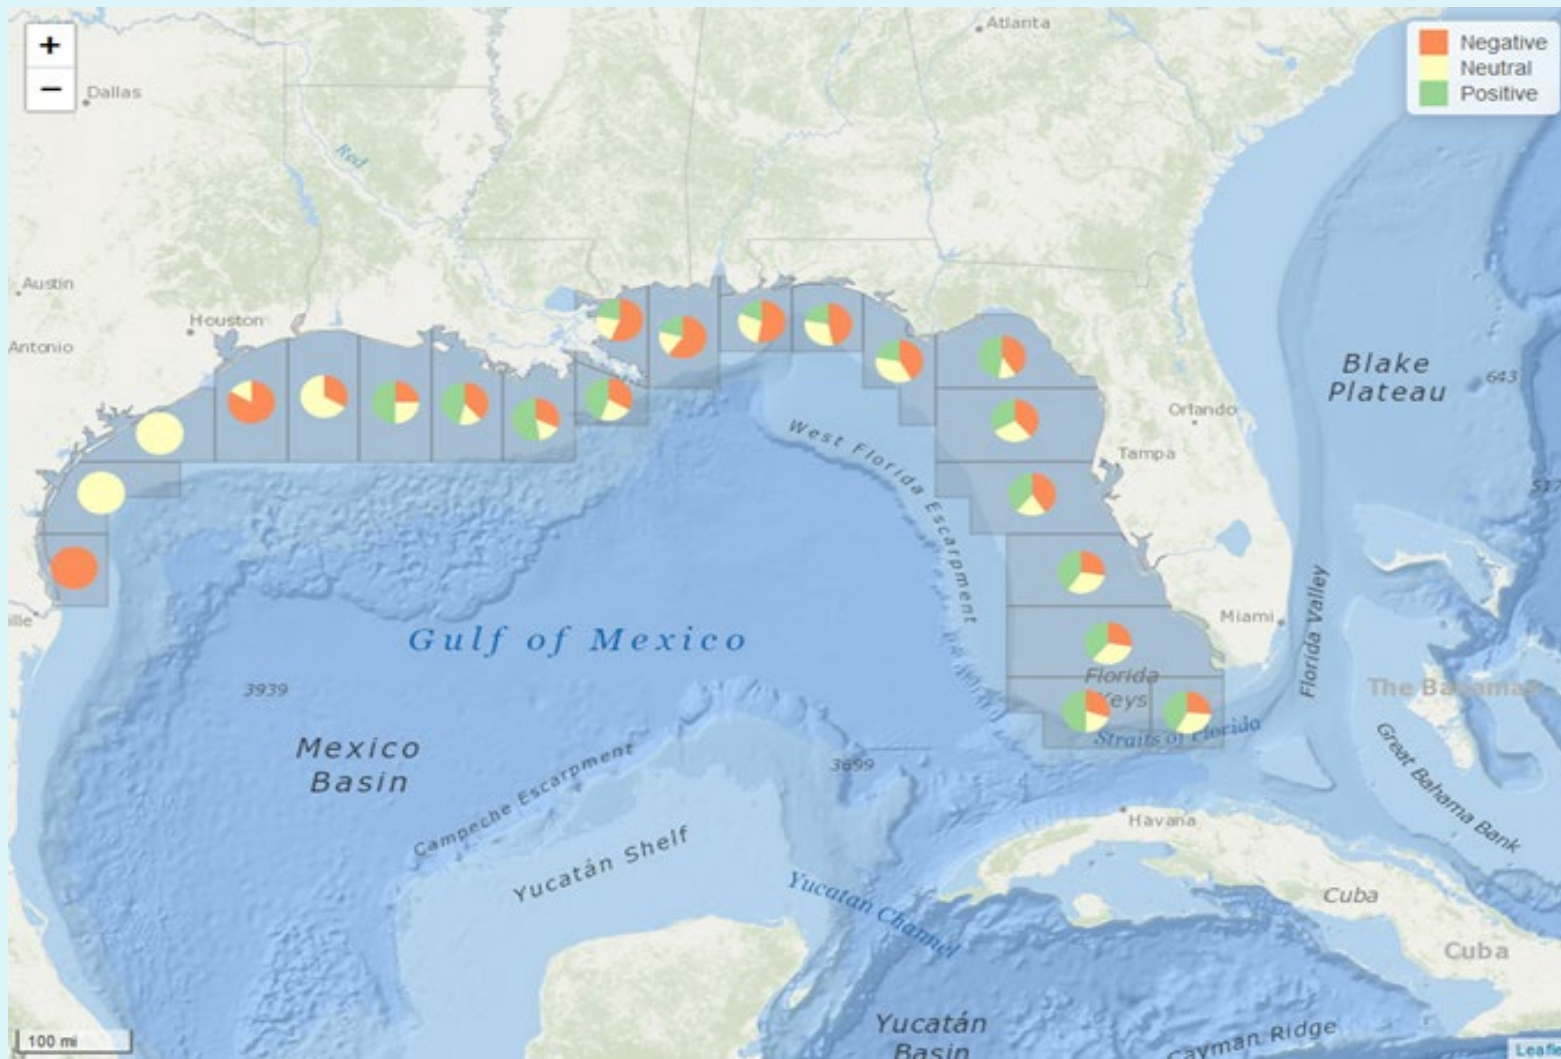 +
−
Negative
Neutral
Positive
Atlanta
Dallas
Red
Austin
Houston
Antonio
Blake
Plateau
643
Orlando
Tampa
West Florida Escarpment
517
Miami
Florida Valley
Gulf of Mexico
3939
Florida
Keys
The Bahamas
Straits of Florida
Mexico
Basin
3699
Great Bahama Bank
Campeche Escarpment
Havana
Yucatán Shelf
Yucatan Channel
Cuba
Cuba
Yucatán
Basin
Cayman Ridge
100 mi